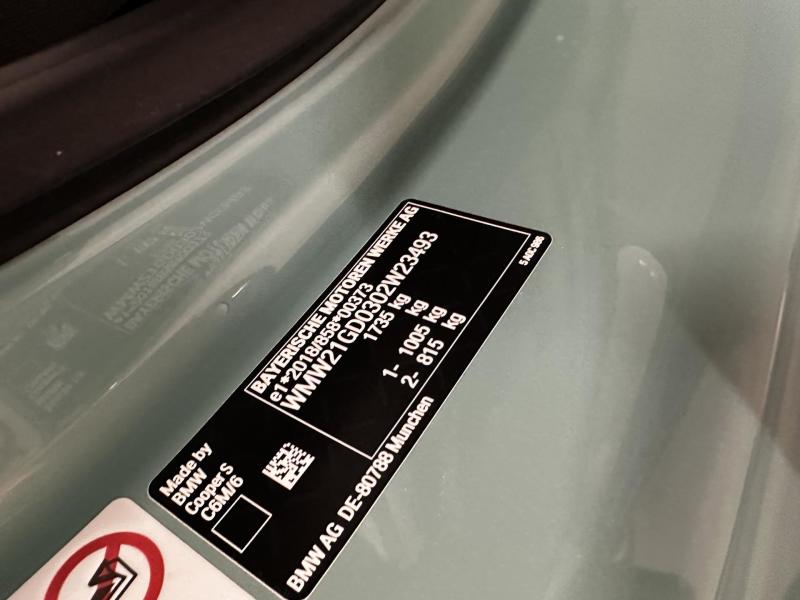 BAYERISCHE MOTOREN WERKE AG
e1*2018/858*00373
WMW21GD0302W23493
1735 kg
1- 1005 kg
2- 815 kg
Made by
BMW
Cooper S
C6M/6
BMW AG DE-80788 Munchen